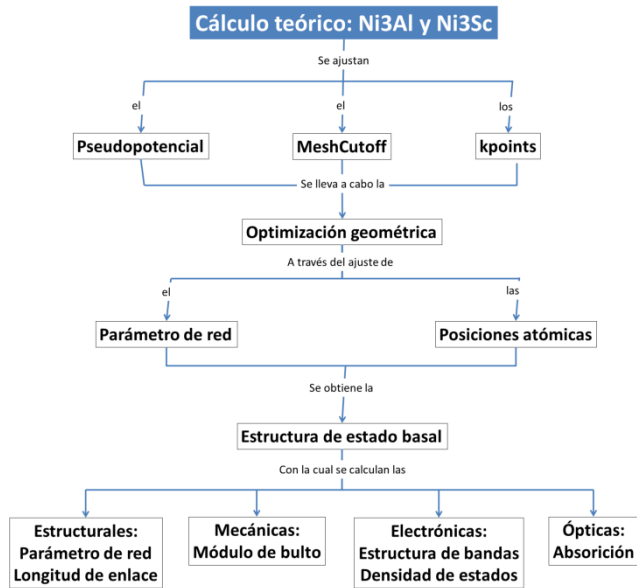 Cálculo teórico: Ni3Al y Ni3Sc
Se ajustan
el
el
los
Pseudopotencial
MeshCutoff
kpoints
Se lleva a cabo la
Optimización geométrica
A través del ajuste de
el
las
Parámetro de red
Posiciones atómicas
Se obtiene la
Estructura de estado basal
Con la cual se calculan las
Estructurales:
Parámetro de red
Longitud de enlace
Mecánicas:
Módulo de bulto
Electrónicas:
Estructura de bandas
Densidad de estados
Ópticas:
Absorición